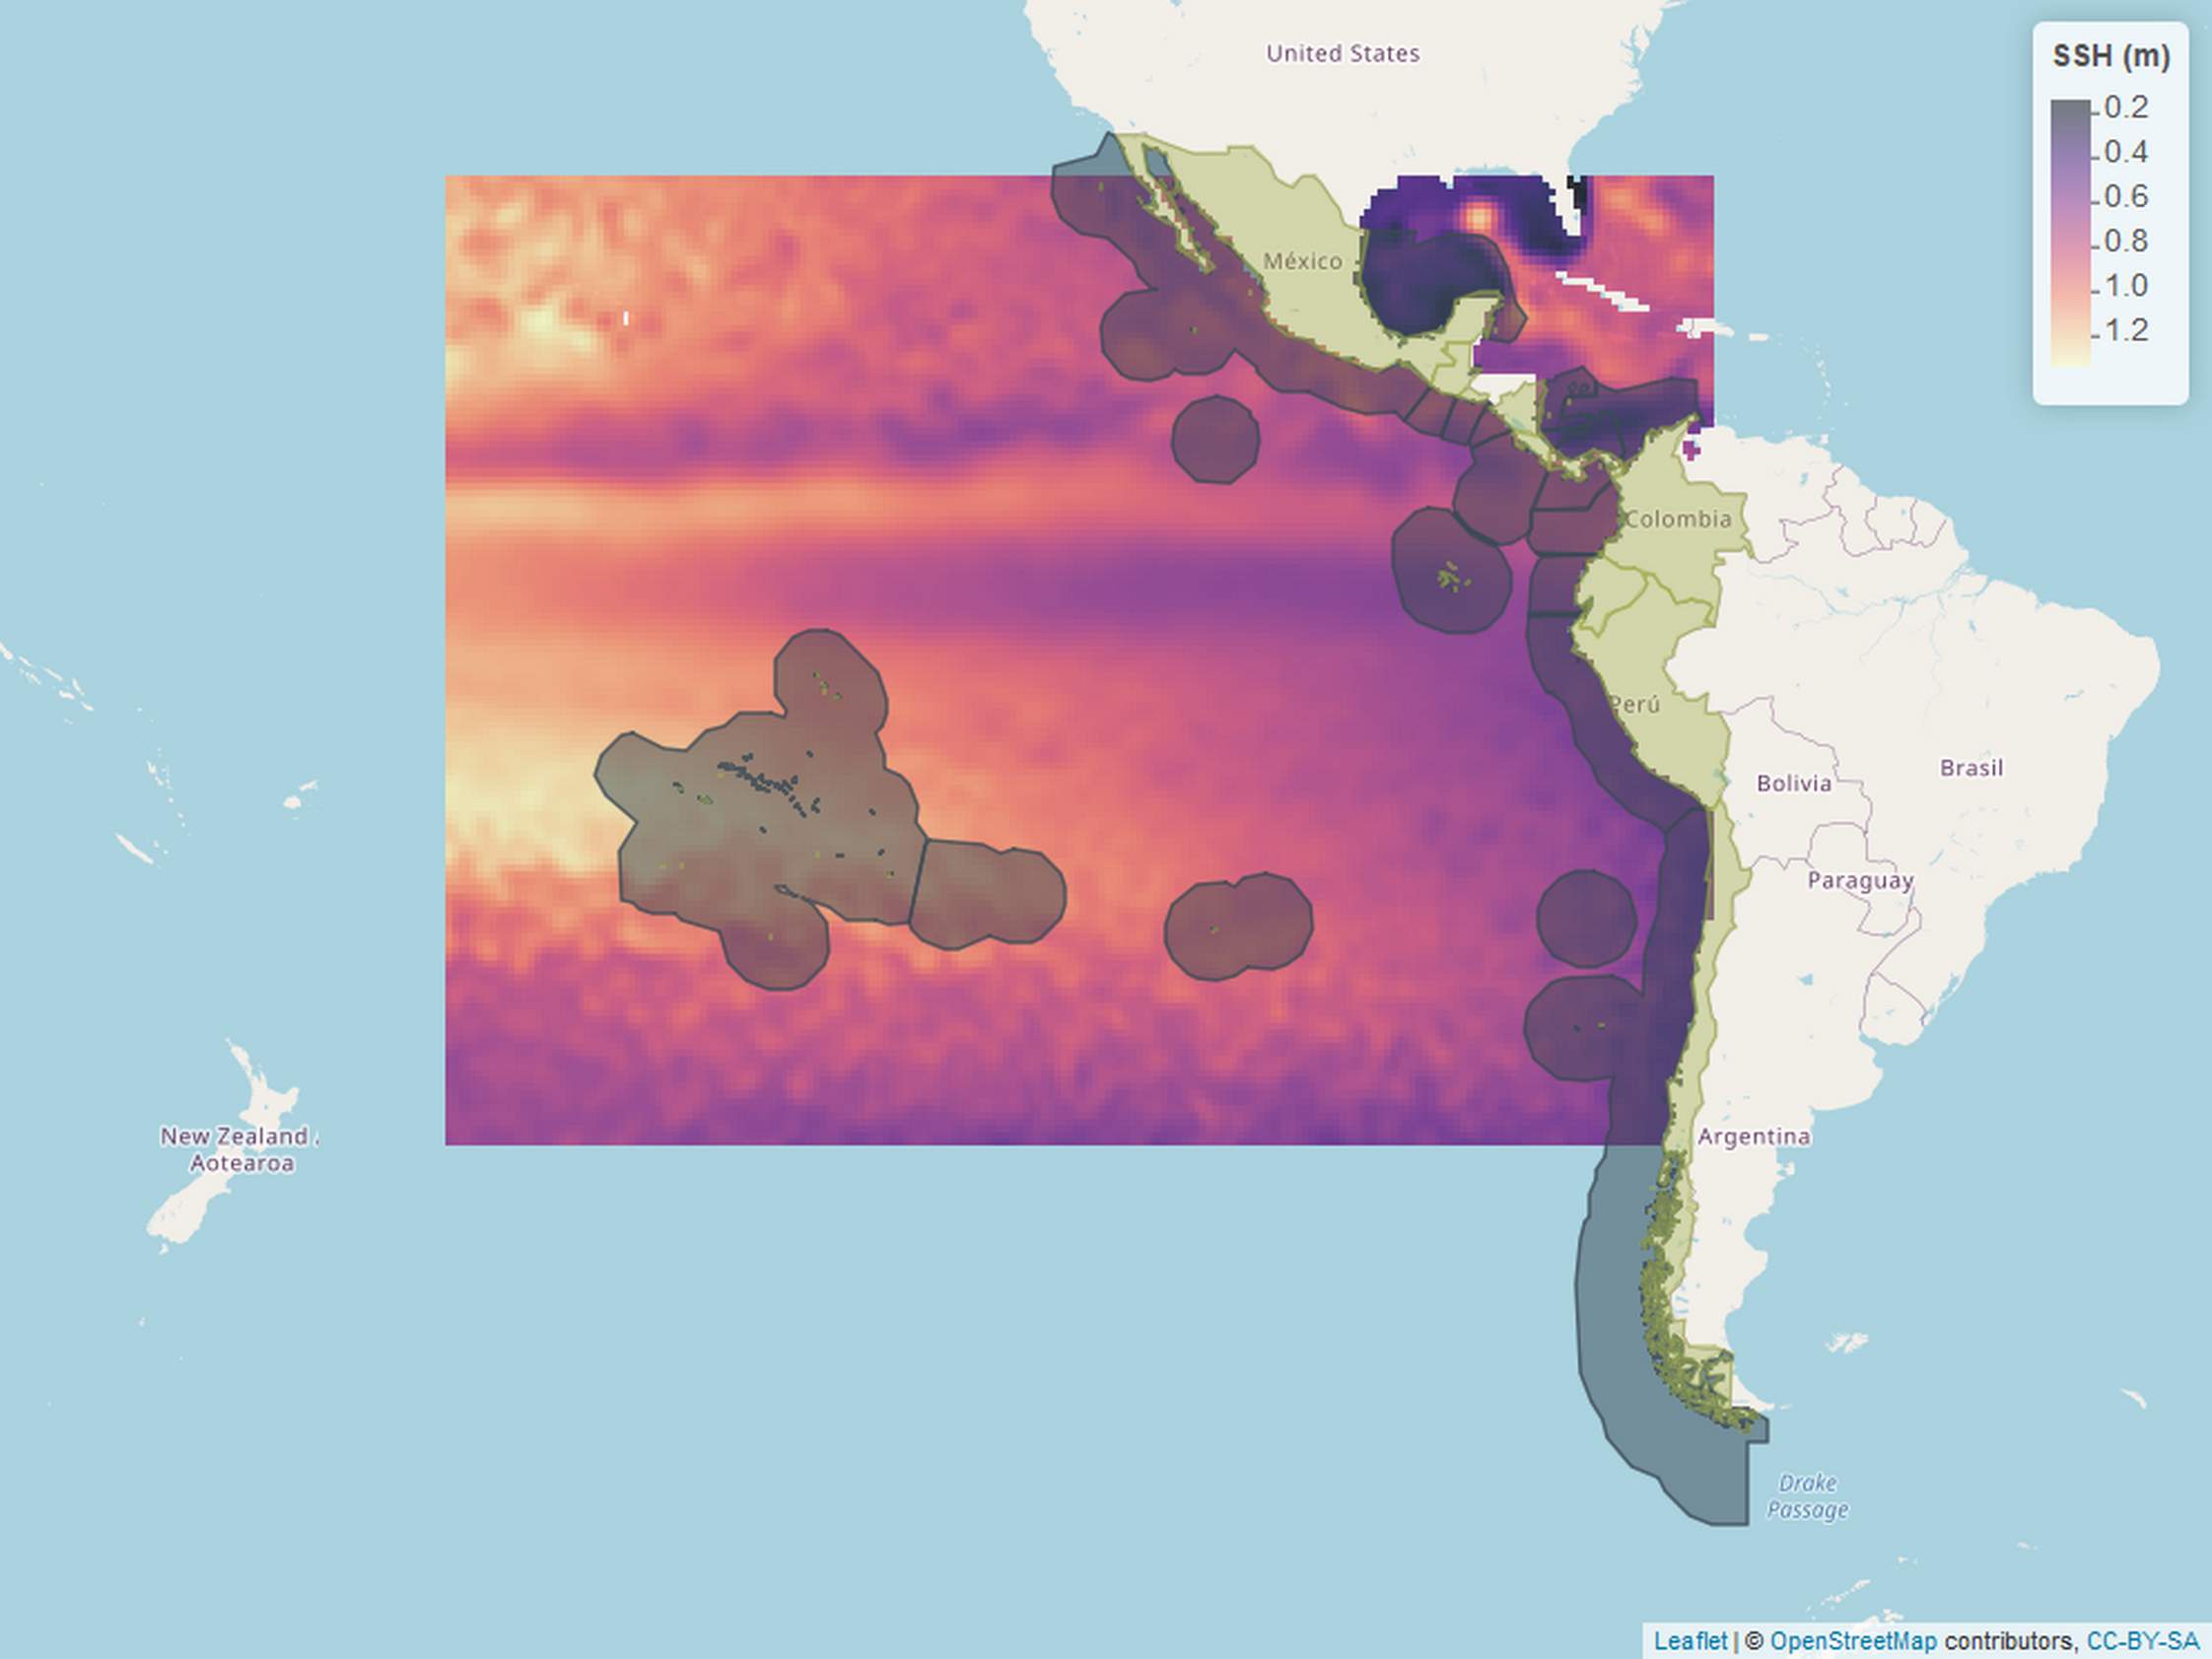 United States
SSH (m)
0.2
0.4
0.6
0.8
1.0
1.2
México
Colombia
Perú
Bolivia
Brasil
Paraguay
New Zealand
Aotearoa
Argentina
Drake
Passage
Leaflet | © OpenStreetMap contributors, CC-BY-SA